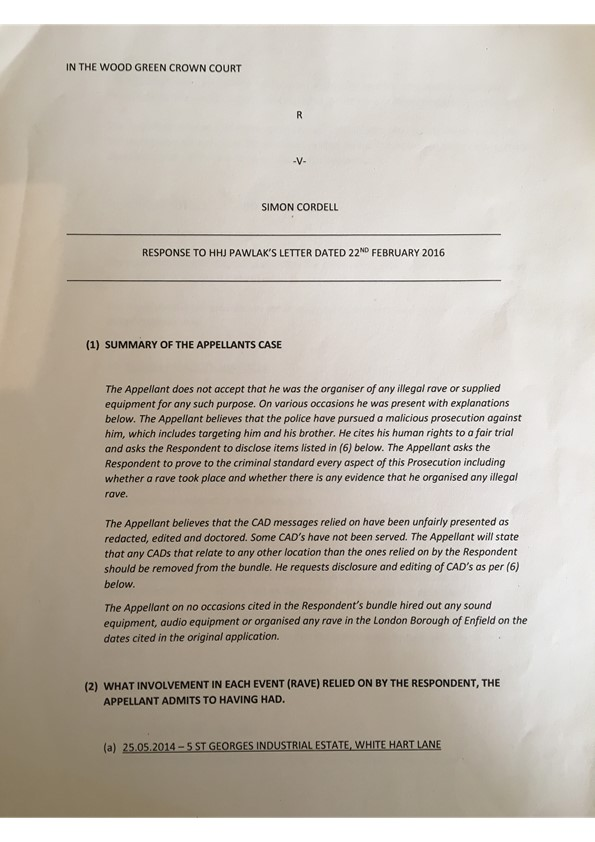 IN THE WOOD GREEN CROWN COURT
R
-V-
SIMON CORDELL
RESPONSE TO HHJ PAWLAK'S LETTER DATED 22ND FEBRUARY 2016
(1) SUMMARY OF THE APPELLANTS CASE
The Appellant does not accept that he was the organiser of any illegal rave or supplied
equipment for any such purpose. On various occasions he was present with explanations
below. The Appellant believes that the police have pursued a malicious prosecution against
him, which includes targeting him and his brother. He cites his human rights to a fair trial
and asks the Respondent to disclose items listed in (6) below. The Appellant asks the
Respondent to prove to the criminal standard every aspect of this Prosecution including
whether a rave took place and whether there is any evidence that he organised any illegal
rave.
The Appellant believes that the CAD messages relied on have been unfairly presented as
redacted, edited and doctored. Some CAD's have not been served. The Appellant will state
that any CADs that relate to any other location than the ones relied on by the Respondent
should be removed from the bundle. He requests disclosure and editing of CAD's as per (6)
below.
The Appellant on no occasions cited in the Respondent's bundle hired out any sound
equipment, audio equipment or organised any rave in the London Borough of Enfield on the
dates cited in the original application.
(2) WHAT INVOLVEMENT IN EACH EVENT (RAVE) RELIED ON BY THE RESPONDENT, THE
APPELLANT ADMITS TO HAVING HAD.
(a) 25.05.2014 – 5 ST GEORGES INDUSTRIAL ESTATE, WHITE HART LANE